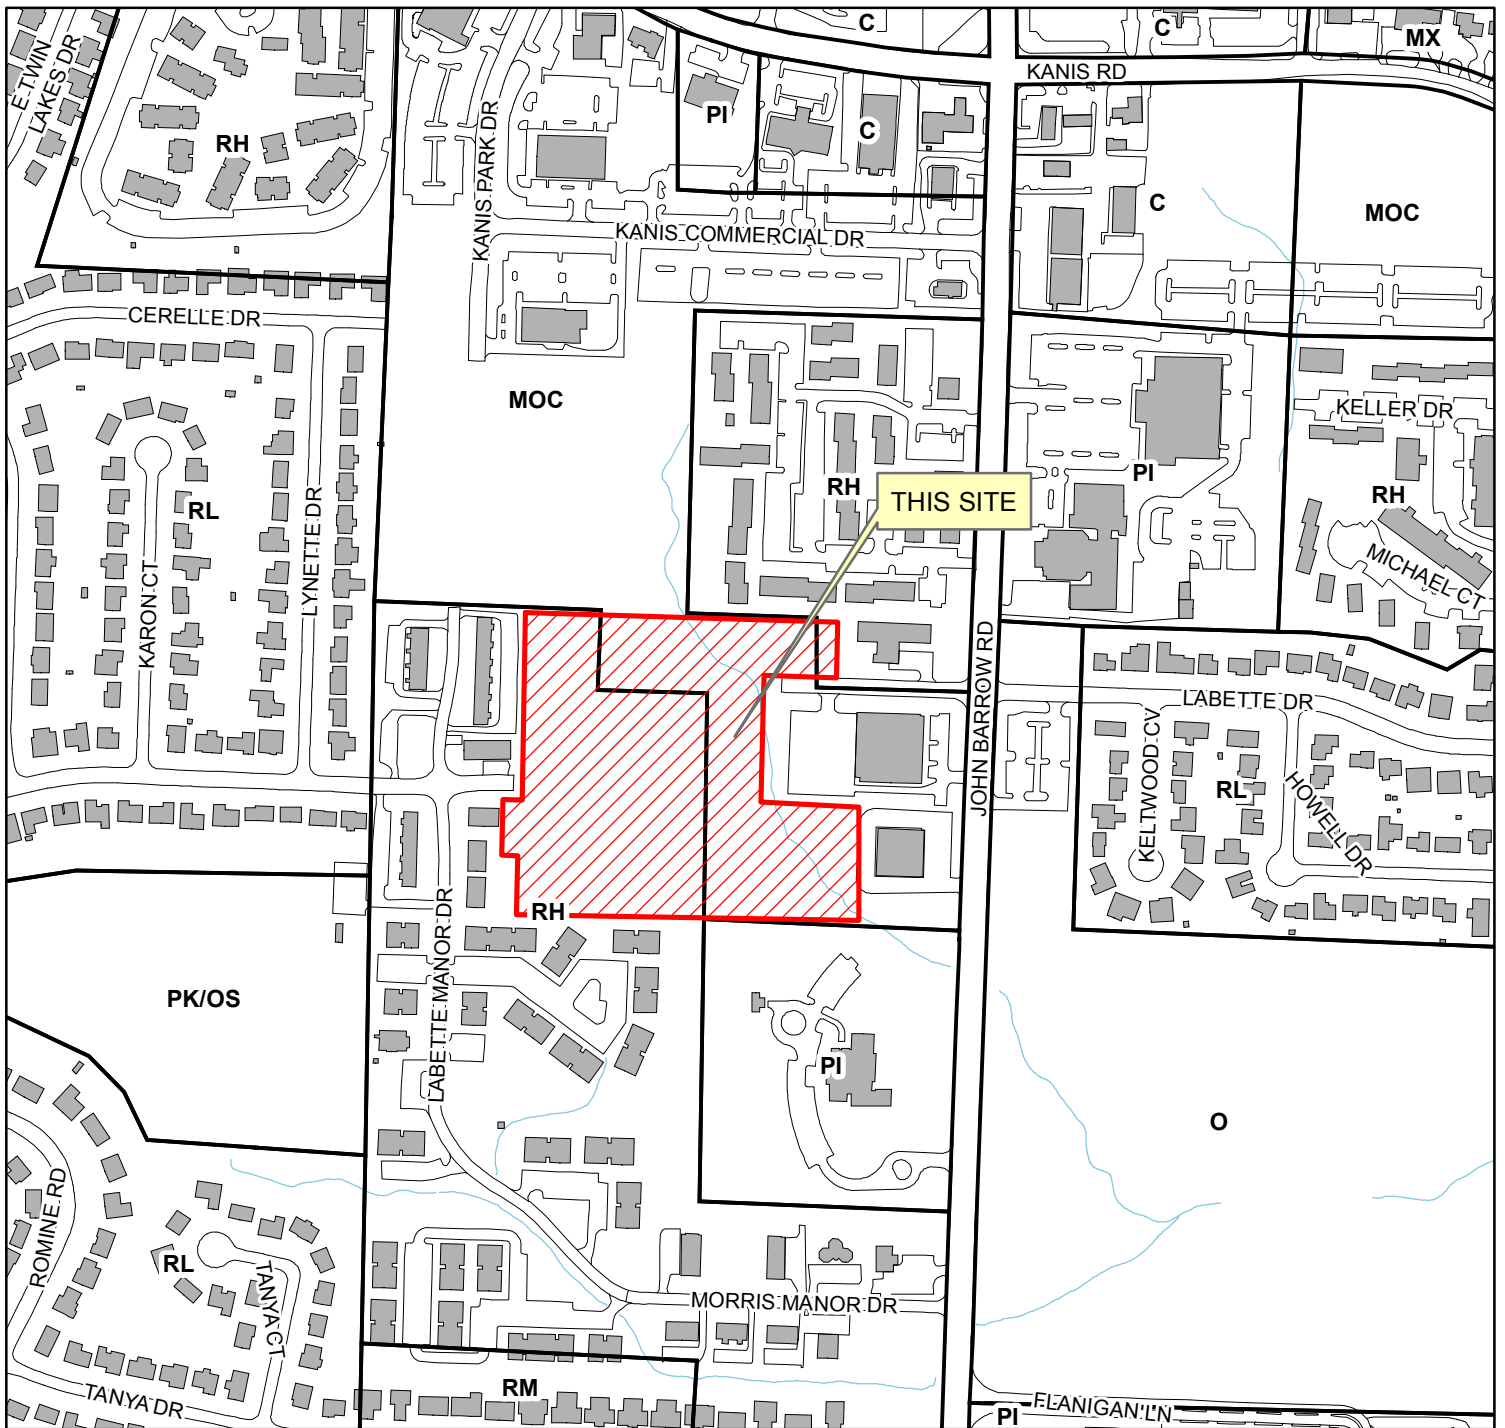 C
C
MX
E TWIN
LAKES DR
KANIS RD
PI
C
RH
KANIS PARK DR
C
MOC
KANIS COMMERCIAL DR
CERELLE DR
MOC
KELLER DR
PI
RH
RH
THIS SITE
RL
LYNETTE DR
MICHAEL CT
KARON CT
JOHN BARROW RD
LABETTE DR
KELTWOOD CV
RL
HOWELL DR
RH
LABETTE MANOR DR
PK/OS
PI
O
ROMINE RD
RL
TANYA CT
MORRIS MANOR DR
RM
TANYA DR
FLANIGAN LN
PI